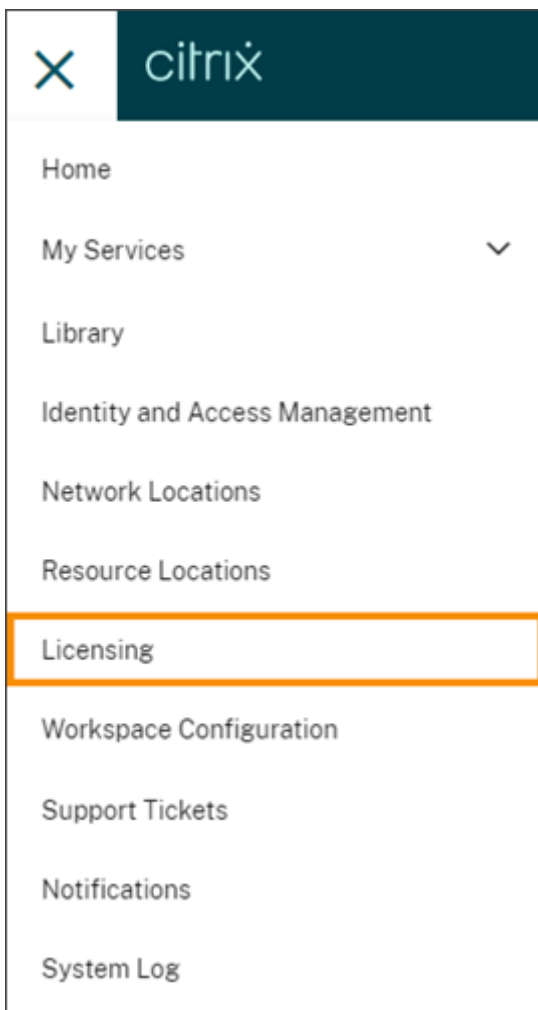 citrix
Home
My Services
Library
Identity and Access Management
Network Locations
Resource Locations
Licensing
Workspace Configuration
Support Tickets
Notifications
System Log